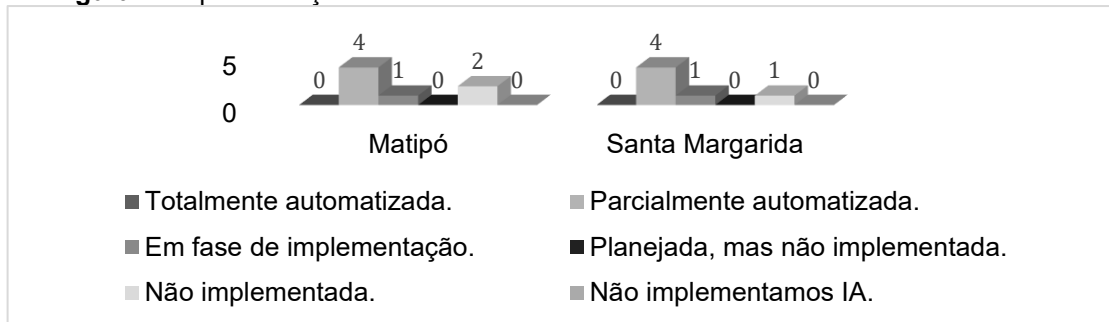 5
0
0 4 1 0 2 0
0 4 1 0 1 0
Matipó Santa Margarida
Totalmente automatizada. Parcialmente automatizada.
Em fase de implementação. Planejada, mas não implementada.
Não implementada. Não implementamos IA.